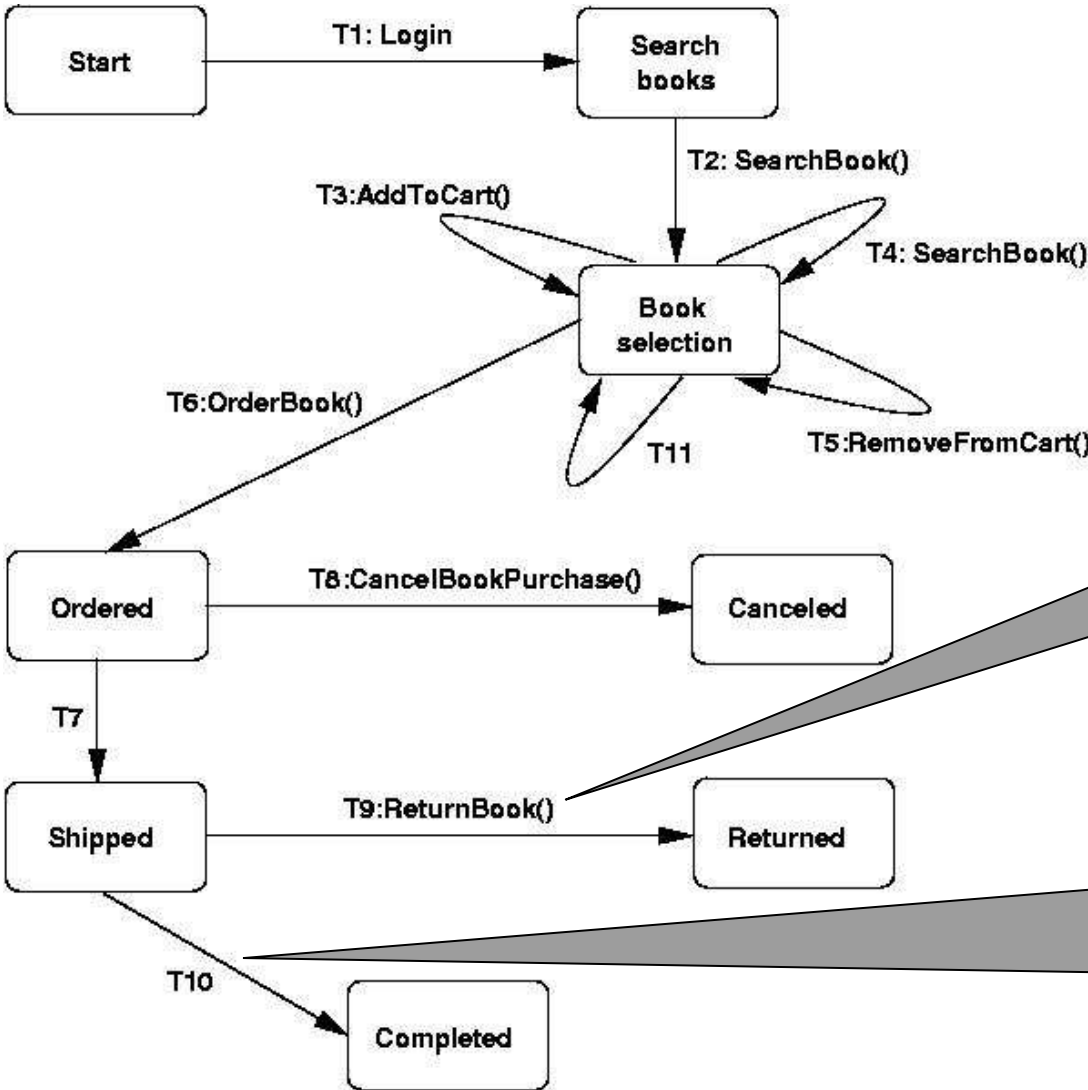 T1: Login
Start
Search
books
T2: SearchBook()
T3:AddToCart()
T4: SearchBook()
Book
selection
T6:OrderBook()
T5:RemoveFromCart()
T11
T8:CancelBookPurchase()
Ordered
Canceled
T7
T9:ReturnBook()
Shipped
Returned
T10
Completed